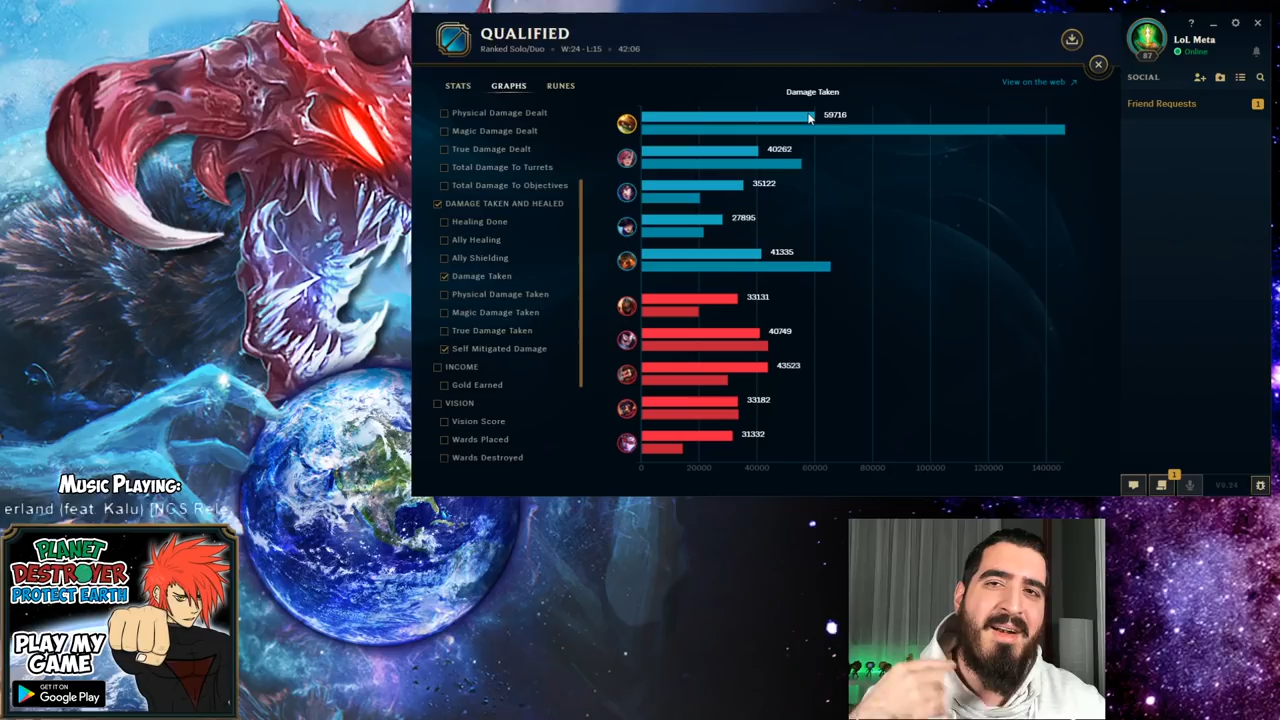 QUALIFIED
Ranked Solo/Duo • W:24 - L:15 • 42:06
STATS GRAPHS RUNES
View on the web
Damage Taken
Physical Damage Dealt
Magic Damage Dealt
True Damage Dealt
Total Damage To Turrets
Total Damage To Objectives
DAMAGE TAKEN AND HEALED
Healing Done
Ally Healing
Ally Shielding
Damage Taken
Physical Damage Taken
Magic Damage Taken
True Damage Taken
Self Mitigated Damage
INCOME
Gold Earned
VISION
Vision Score
Wards Placed
Wards Destroyed
59716
40262
35122
27895
41335
33131
40749
43523
33182
31332
0 20000 40000 60000 80000 100000 120000 140000
?
87
LoL Meta
Online
SOCIAL
Friend Requests 1
1
V9.24
MUSIC PLAYING:
erland (feat. Kalu) [NCS Rele
PLANET
DESTROYER
PROTECT EARTH
PLAY MY
GAME
GET IT ON
Google Play